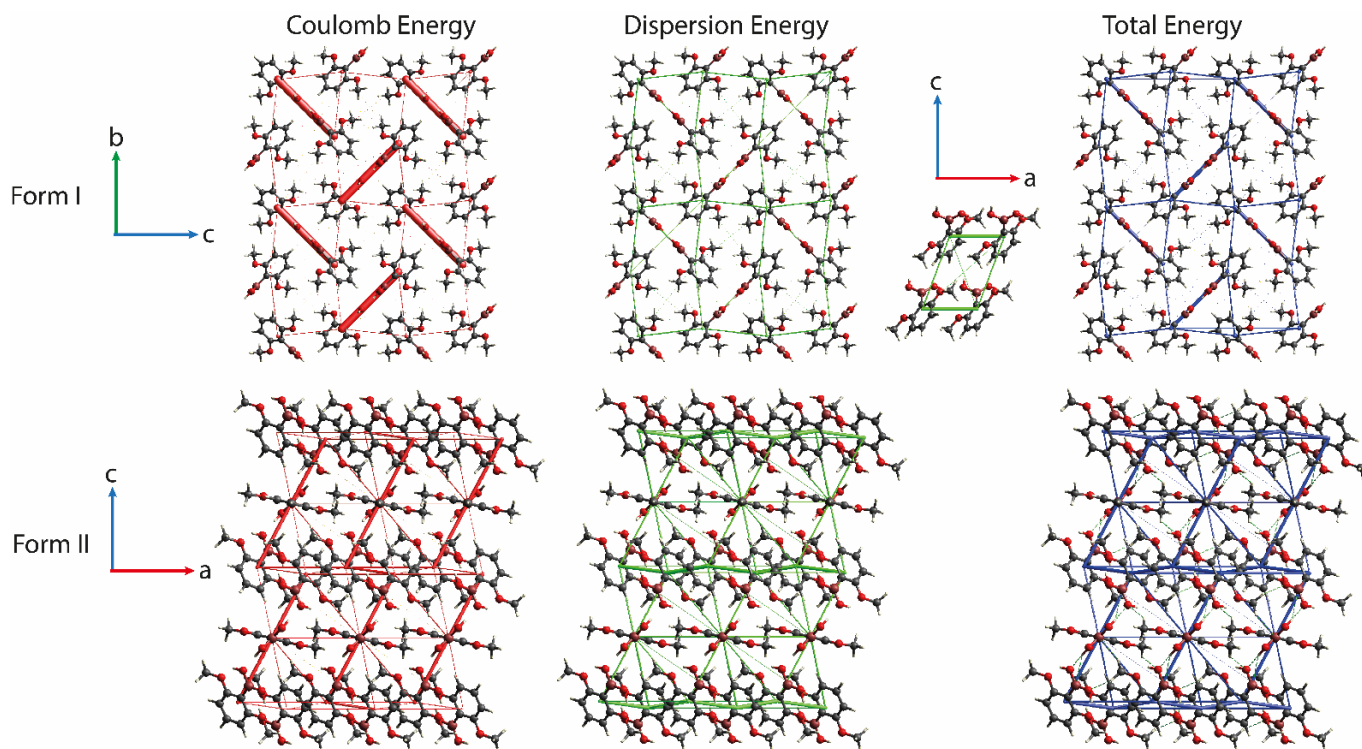 Coulomb Energy
Dispersion Energy
Total Energy
Form I
b
c
c
a
Form II
c
a